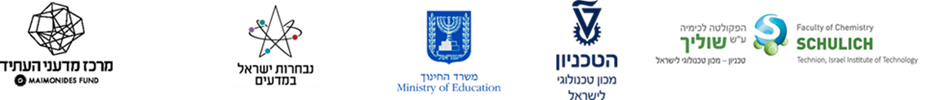 מרכז מדעני העתיד
MAIMONIDES FUND
נבחרות ישראל
במדעים
משרד החינוך
Ministry of Education
הטכניון
מכון טכנולוגי
לישראל
הפקולטה לכימיה
ע"ש שוליך
טכניון – מכון טכנולוגי לישראל
Faculty of Chemistry
SCHULICH
Technion, Israel Institute of Technology